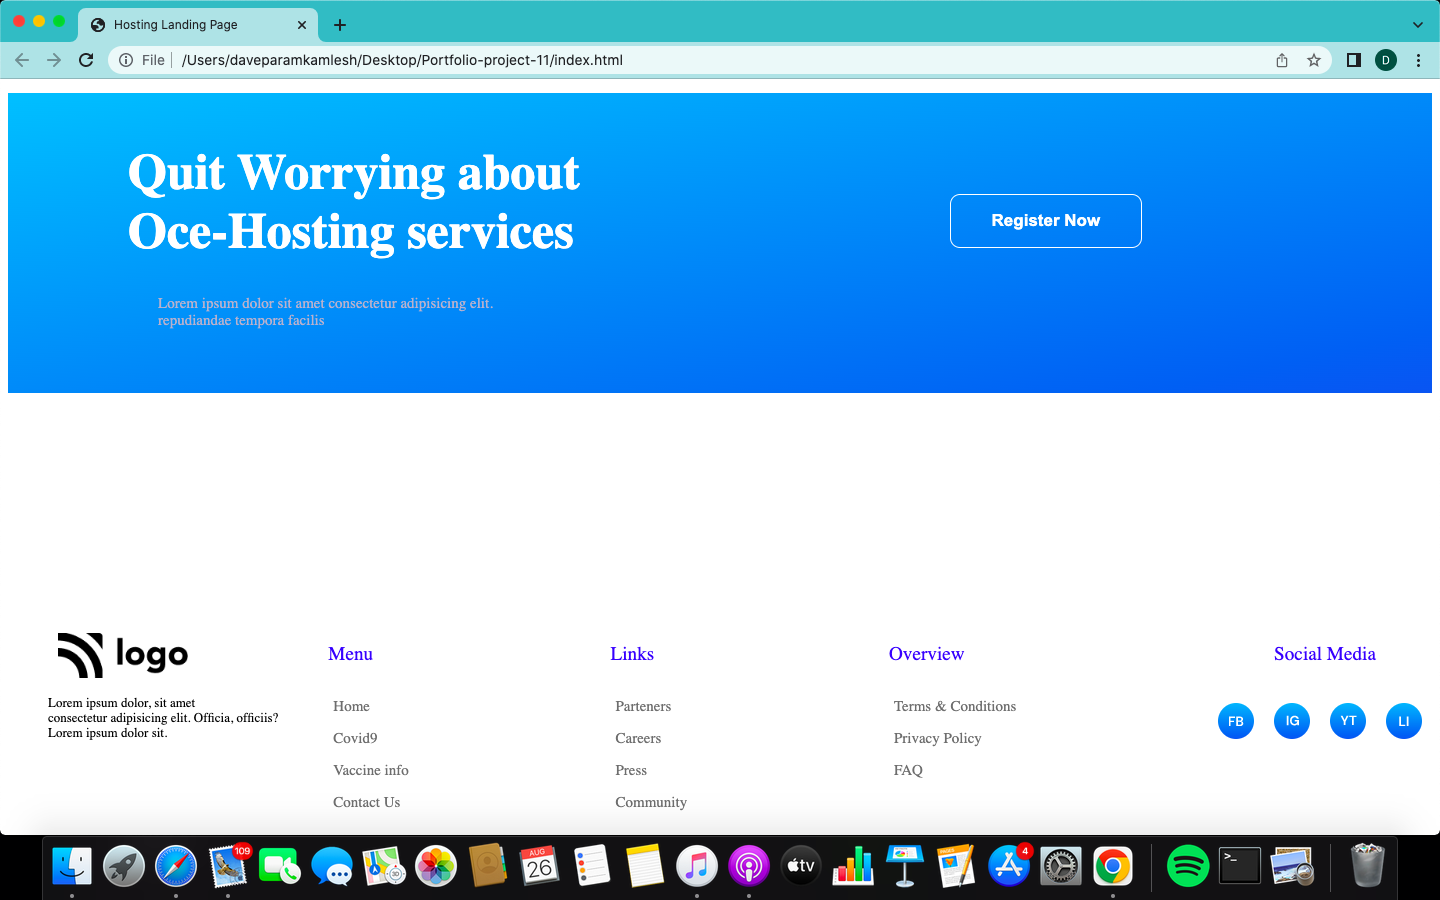 Hosting Landing Page
File
/Users/daveparamkamlesh/Desktop/Portfolio-project-11/index.html
D
Quit Worrying about
Oce-Hosting services
Register Now
Lorem ipsum dolor sit amet consectetur adipisicing elit.
repudiandae tempora facilis
logo
Lorem ipsum dolor, sit amet
consectetur adipisicing elit. Officia, officiis?
Lorem ipsum dolor sit.
Menu
Home
Covid9
Vaccine info
Contact Us
Links
Parteners
Careers
Press
Community
Overview
Terms & Conditions
Privacy Policy
FAQ
Social Media
FB
IG
YT
LI
109
AUG
26
tv
PAGES
4
>_